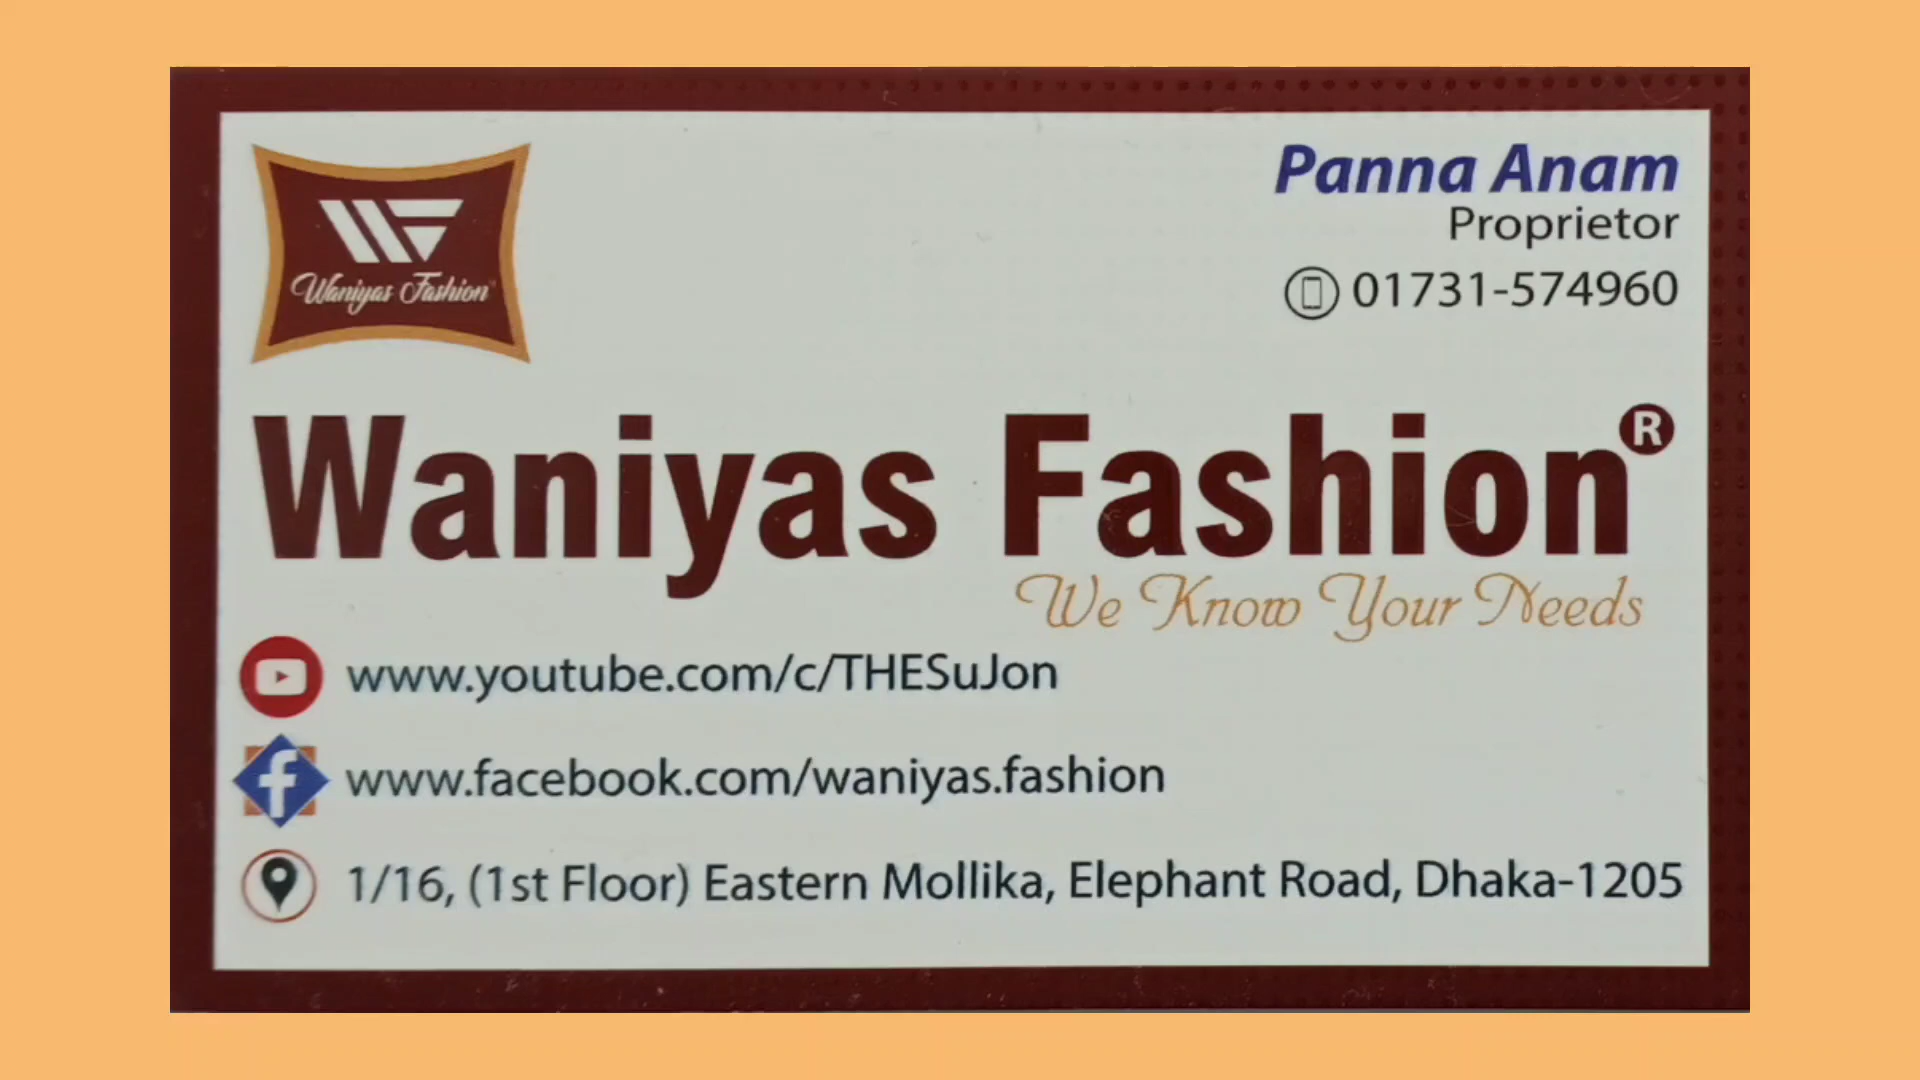 Waniyas Fashion
Panna Anam
Proprietor
01731-574960
Waniyas Fashion®
We Know Your Needs
www.youtube.com/c/THESuJon
www.facebook.com/waniyas.fashion
1/16, (1st Floor) Eastern Mollika, Elephant Road, Dhaka-1205